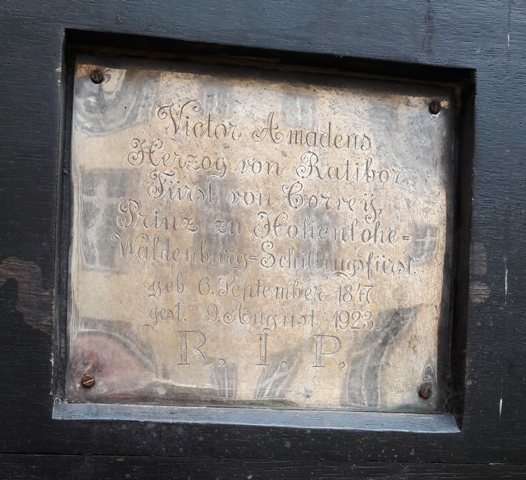 Victor Amadeus
Herzog von Ratibor
Fürst von Corvey,
Prinz zu Hohenlohe=
Waldenburg=Schillingsfürst.
geb. 6. September 1847
gest. 9. August 1923.
R. I. P.